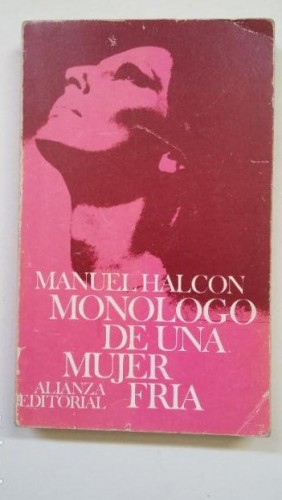 MANUEL HALCON
MONOLOGO
DE UNA
MUJER
FRIA
ALIANZA
EDITORIAL